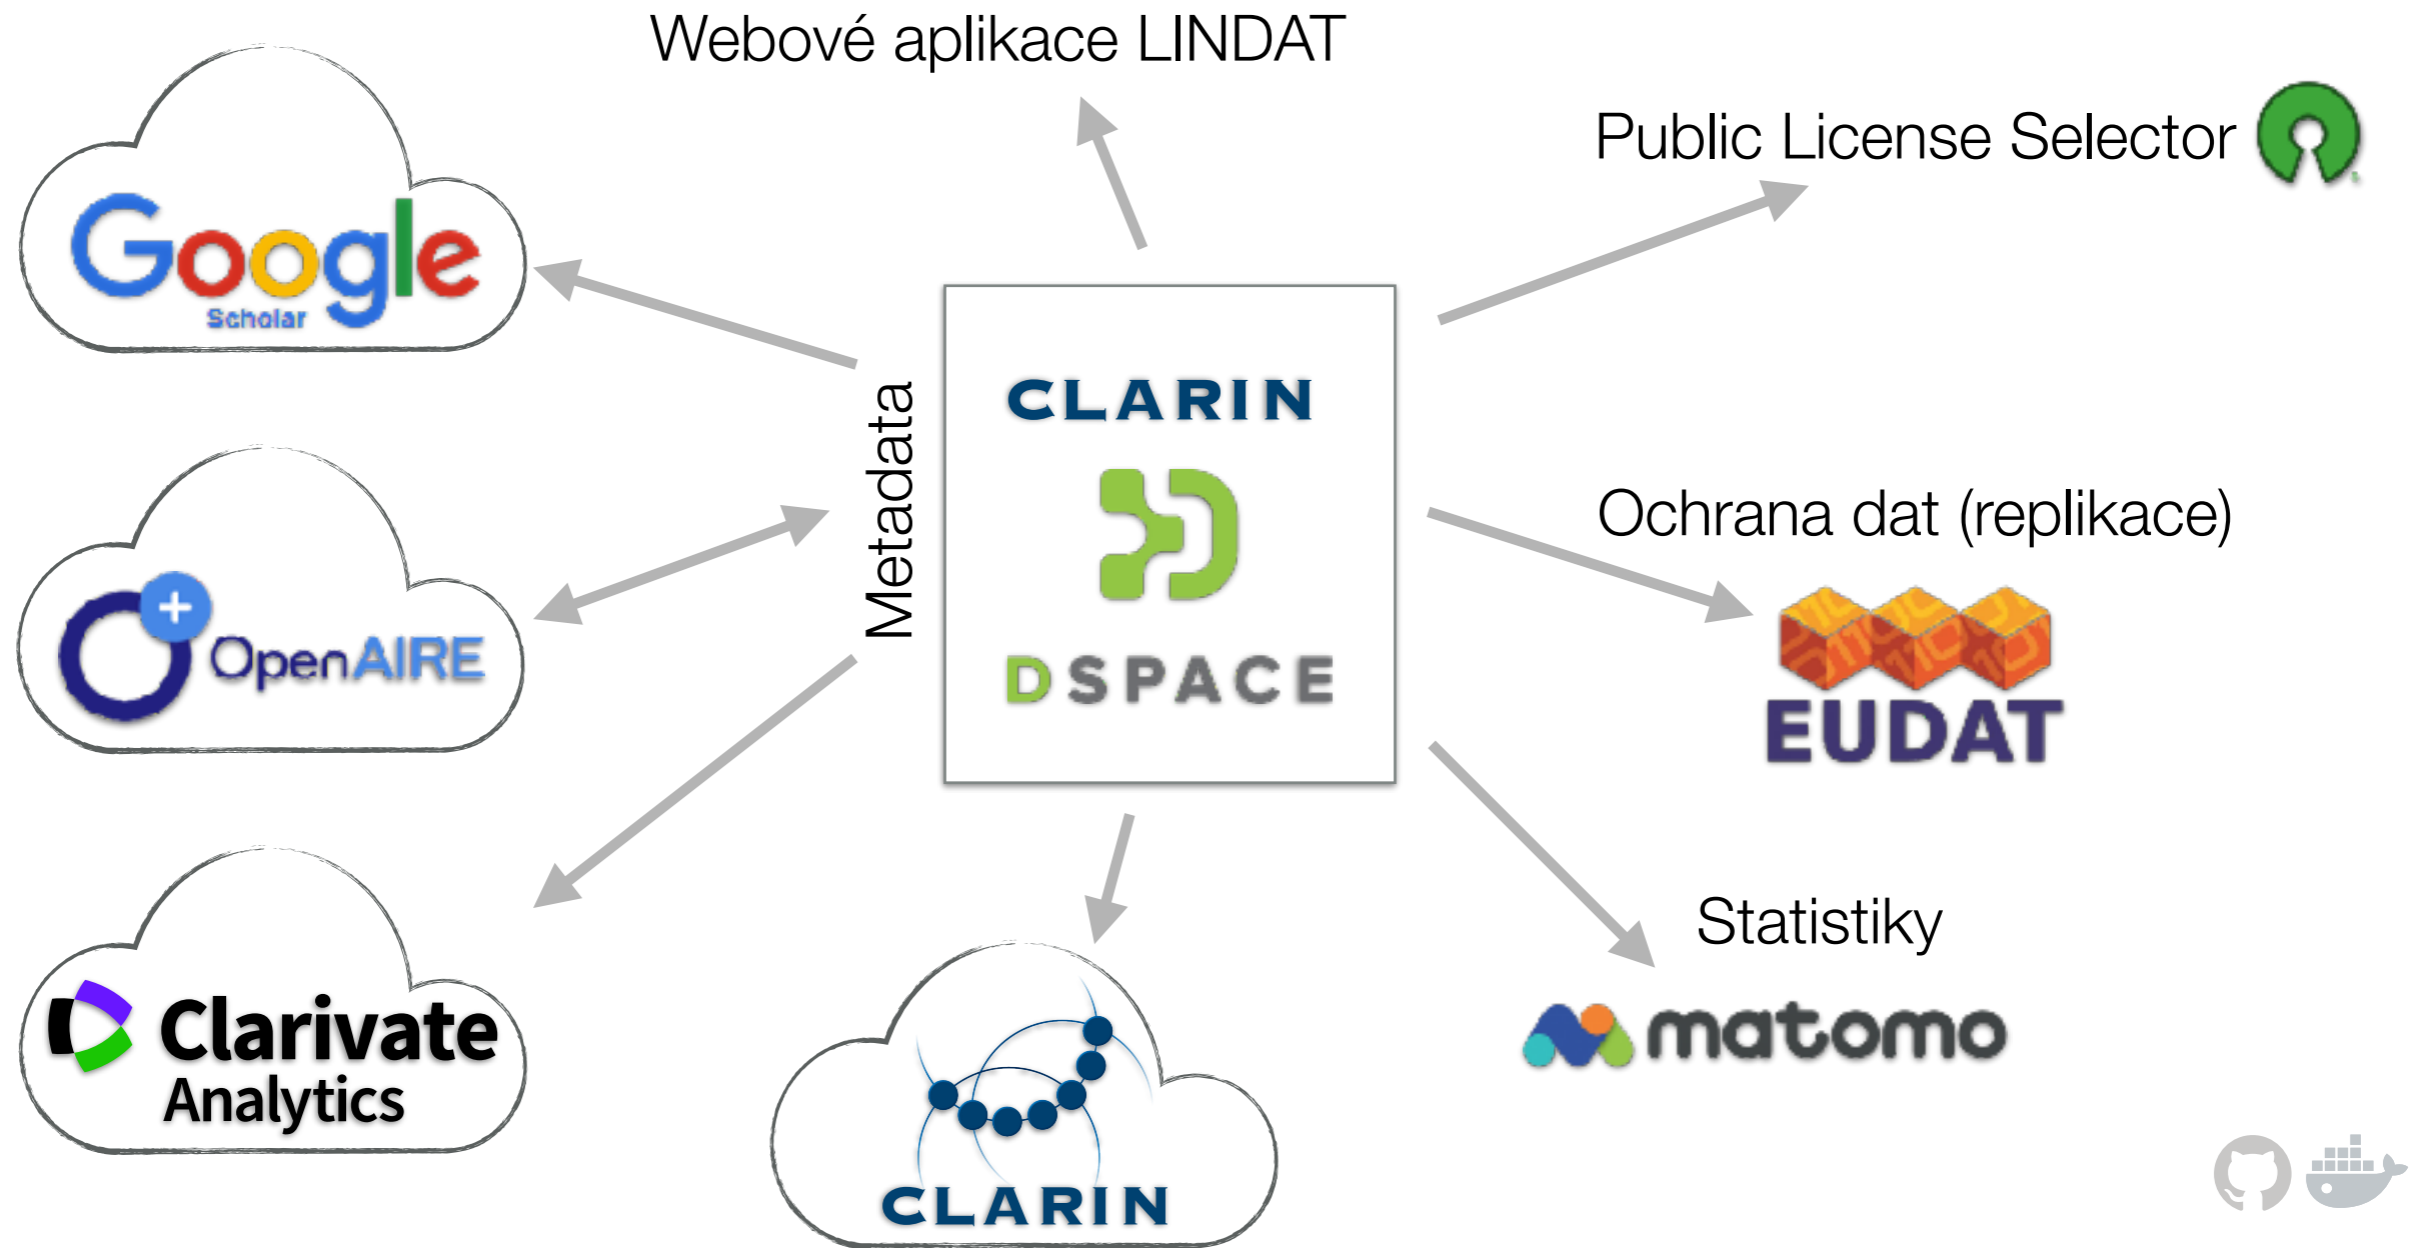 Webové aplikace LINDAT
Public License Selector
Google
Scholar
Metadata
CLARIN
DSPACE
OpenAIRE
Ochrana dat (replikace)
EUDAT
Clarivate
Analytics
Statistiky
matomo
CLARIN